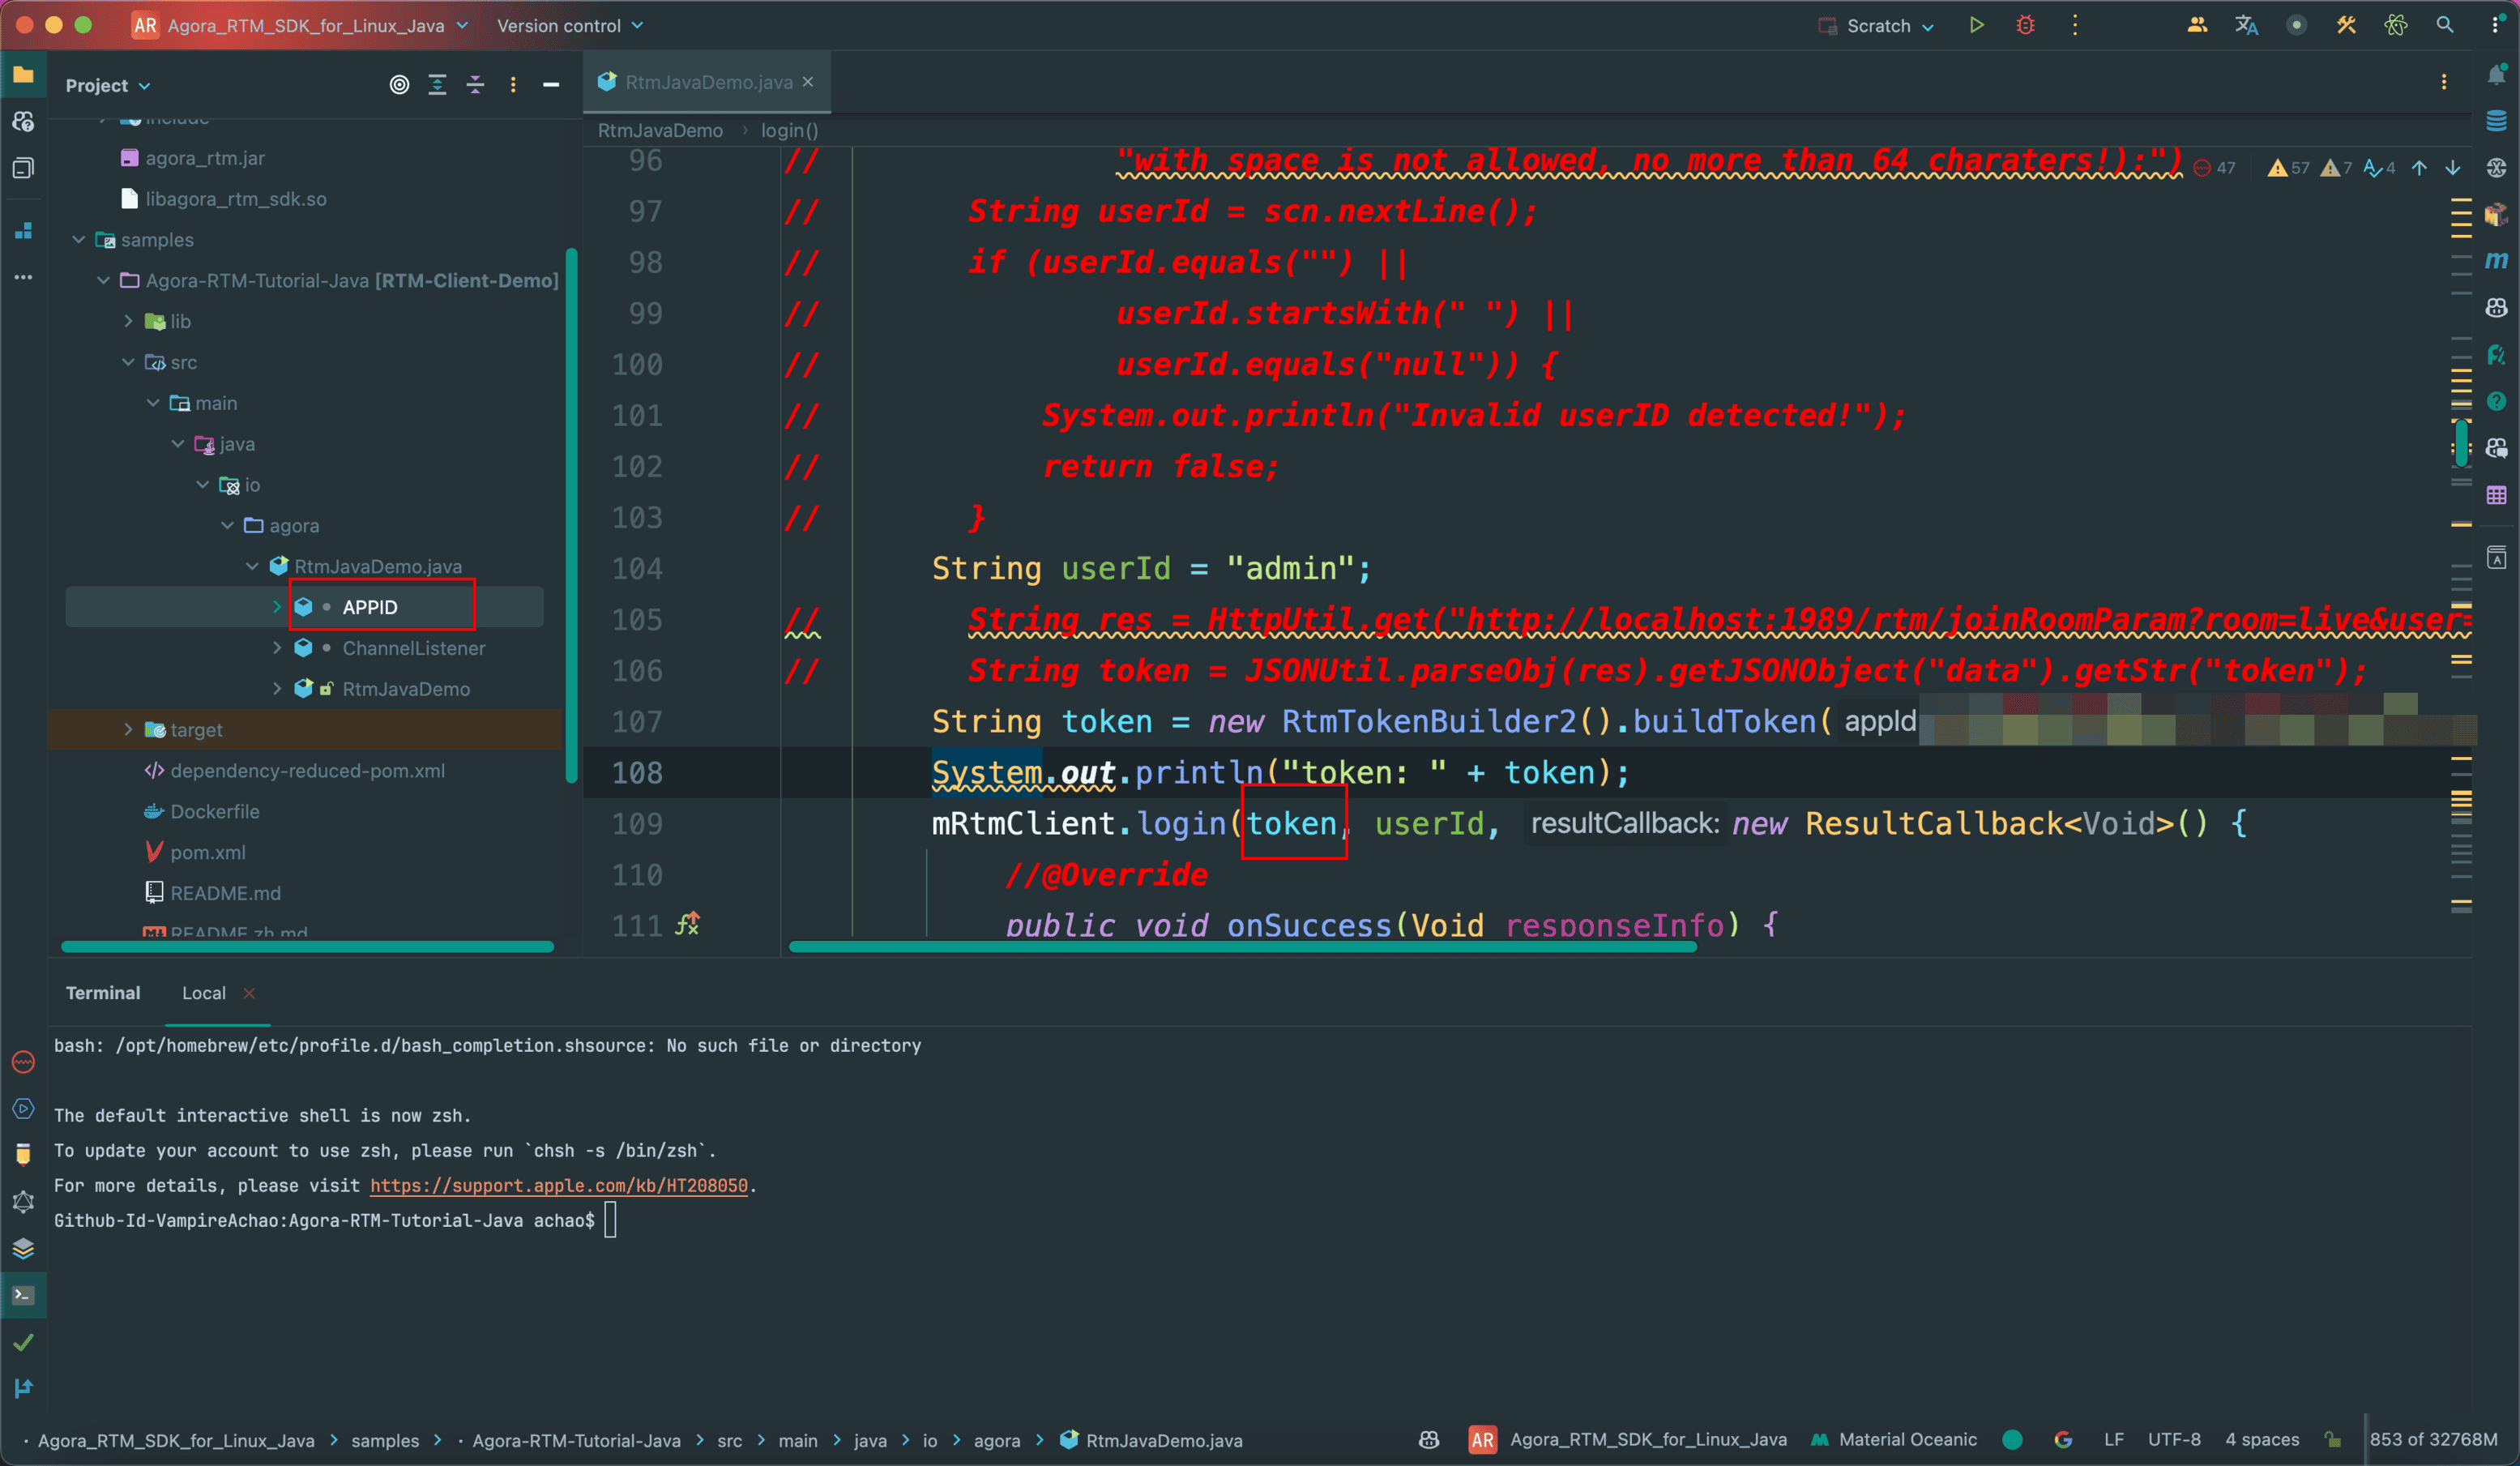 AR Agora_RTM_SDK_for_Linux_Java Version control Scratch
Project
RtmJavaDemo.java
RtmJavaDemo login()
include
agora_rtm.jar
libagora_rtm_sdk.so
samples
Agora-RTM-Tutorial-Java [RTM-Client-Demo]
lib
src
main
java
io
agora
RtmJavaDemo.java
APPID
ChannelListener
RtmJavaDemo
target
dependency-reduced-pom.xml
Dockerfile
pom.xml
README.md
README.zh.md
47 57 7 4
96 // "with space is not allowed, no more than 64 charaters!):")
97 // String userId = scn.nextLine();
98 // if (userId.equals("") ||
99 // userId.startsWith(" ") ||
100 // userId.equals("null")) {
101 // System.out.println("Invalid userID detected!");
102 // return false;
103 // }
104 String userId = "admin";
105 // String res = HttpUtil.get("http://localhost:1989/rtm/joinRoomParam?room=live&user=
106 // String token = JSONUtil.parseObj(res).getJSONObject("data").getStr("token");
107 String token = new RtmTokenBuilder2().buildToken( appId
108 System.out.println("token: " + token);
109 mRtmClient.login(token, userId, resultCallback: new ResultCallback<Void>() {
110 //@Override
111 public void onSuccess(Void responseInfo) {
Terminal Local
bash: /opt/homebrew/etc/profile.d/bash_completion.shsource: No such file or directory
The default interactive shell is now zsh.
To update your account to use zsh, please run `chsh -s /bin/zsh`.
For more details, please visit https://support.apple.com/kb/HT208050.
Github-Id-VampireAchao:Agora-RTM-Tutorial-Java achao$
Agora_RTM_SDK_for_Linux_Java samples Agora-RTM-Tutorial-Java src main java io agora RtmJavaDemo.java AR Agora_RTM_SDK_for_Linux_Java Material Oceanic LF UTF-8 4 spaces 853 of 32768M